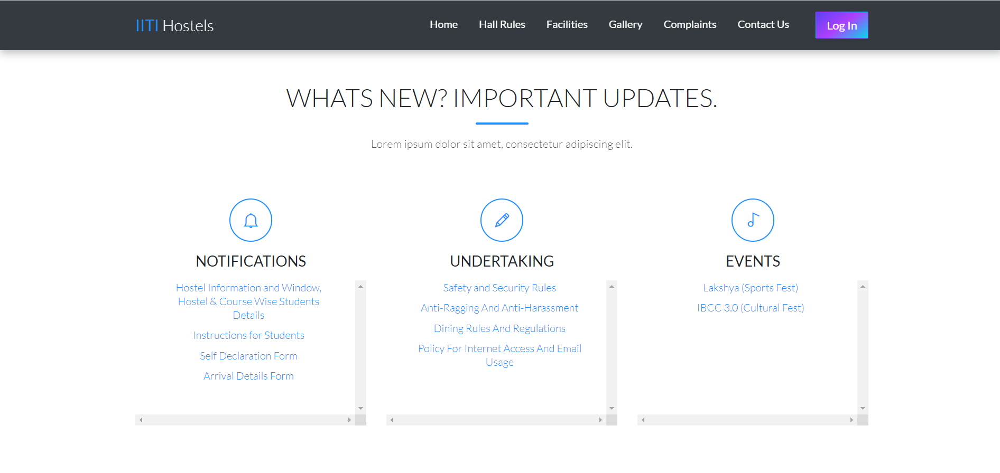 IITI Hostels
Home Hall Rules Facilities Gallery Complaints Contact Us Log In
WHATS NEW? IMPORTANT UPDATES.
Lorem ipsum dolor sit amet, consectetur adipiscing elit.
NOTIFICATIONS
Hostel Information and Window,
Hostel & Course Wise Students
Details
Instructions for Students
Self Declaration Form
Arrival Details Form
UNDERTAKING
Safety and Security Rules
Anti-Ragging And Anti-Harassment
Dining Rules And Regulations
Policy For Internet Access And Email
Usage
EVENTS
Lakshya (Sports Fest)
IBCC 3.0 (Cultural Fest)